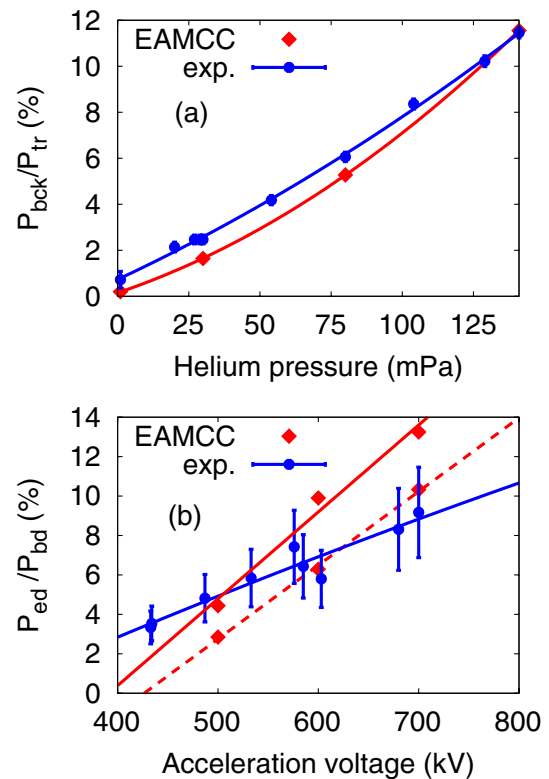 12
10
8
6
4
2
0
P_bck/P_tr (%)
EAMCC
exp.
(a)
0 25 50 75 100 125
Helium pressure (mPa)
14
12
10
8
6
4
2
0
P_ed/P_bd (%)
EAMCC
exp.
(b)
400 500 600 700 800
Acceleration voltage (kV)